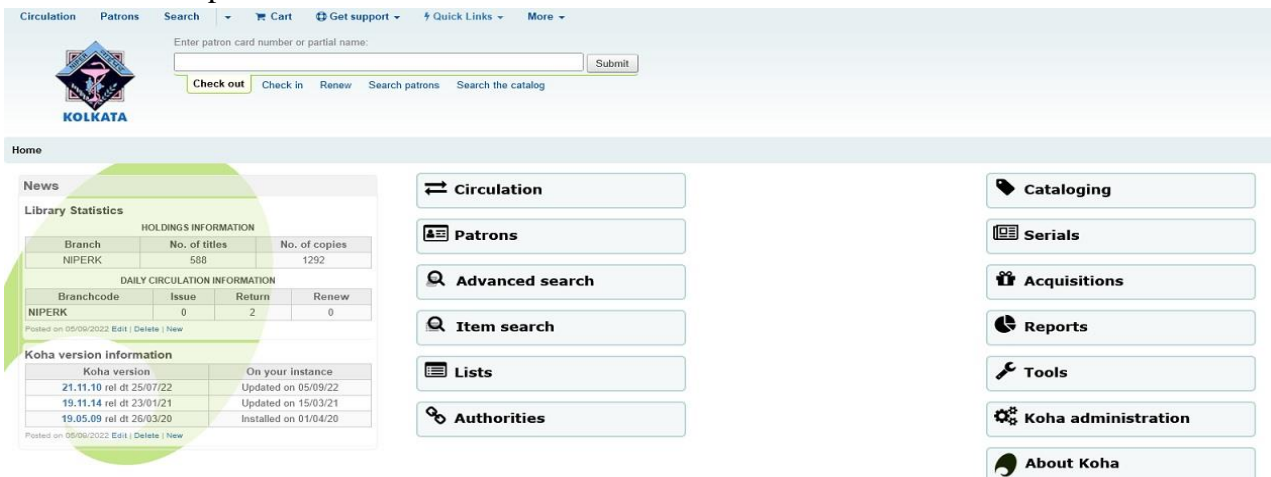 Circulation Patrons Search Cart Get support Quick Links More
Enter patron card number or partial name:
Submit
Check out Check in Renew Search patrons Search the catalog
NIPER
KOLKATA
Home
News
Library Statistics
HOLDINGS INFORMATION
Branch No. of titles No. of copies
NIPERK 588 1292
DAILY CIRCULATION INFORMATION
Branchcode Issue Return Renew
NIPERK 0 2 0
Posted on 05/09/2022 Edit | Delete | New
Koha version information
Koha version On your instance
21.11.10 rel dt 25/07/22 Updated on 05/09/22
19.11.14 rel dt 23/01/21 Updated on 15/03/21
19.05.09 rel dt 26/03/20 Installed on 01/04/20
Posted on 05/09/2022 Edit | Delete | New
Circulation
Patrons
Advanced search
Item search
Lists
Authorities
Cataloging
Serials
Acquisitions
Reports
Tools
Koha administration
About Koha